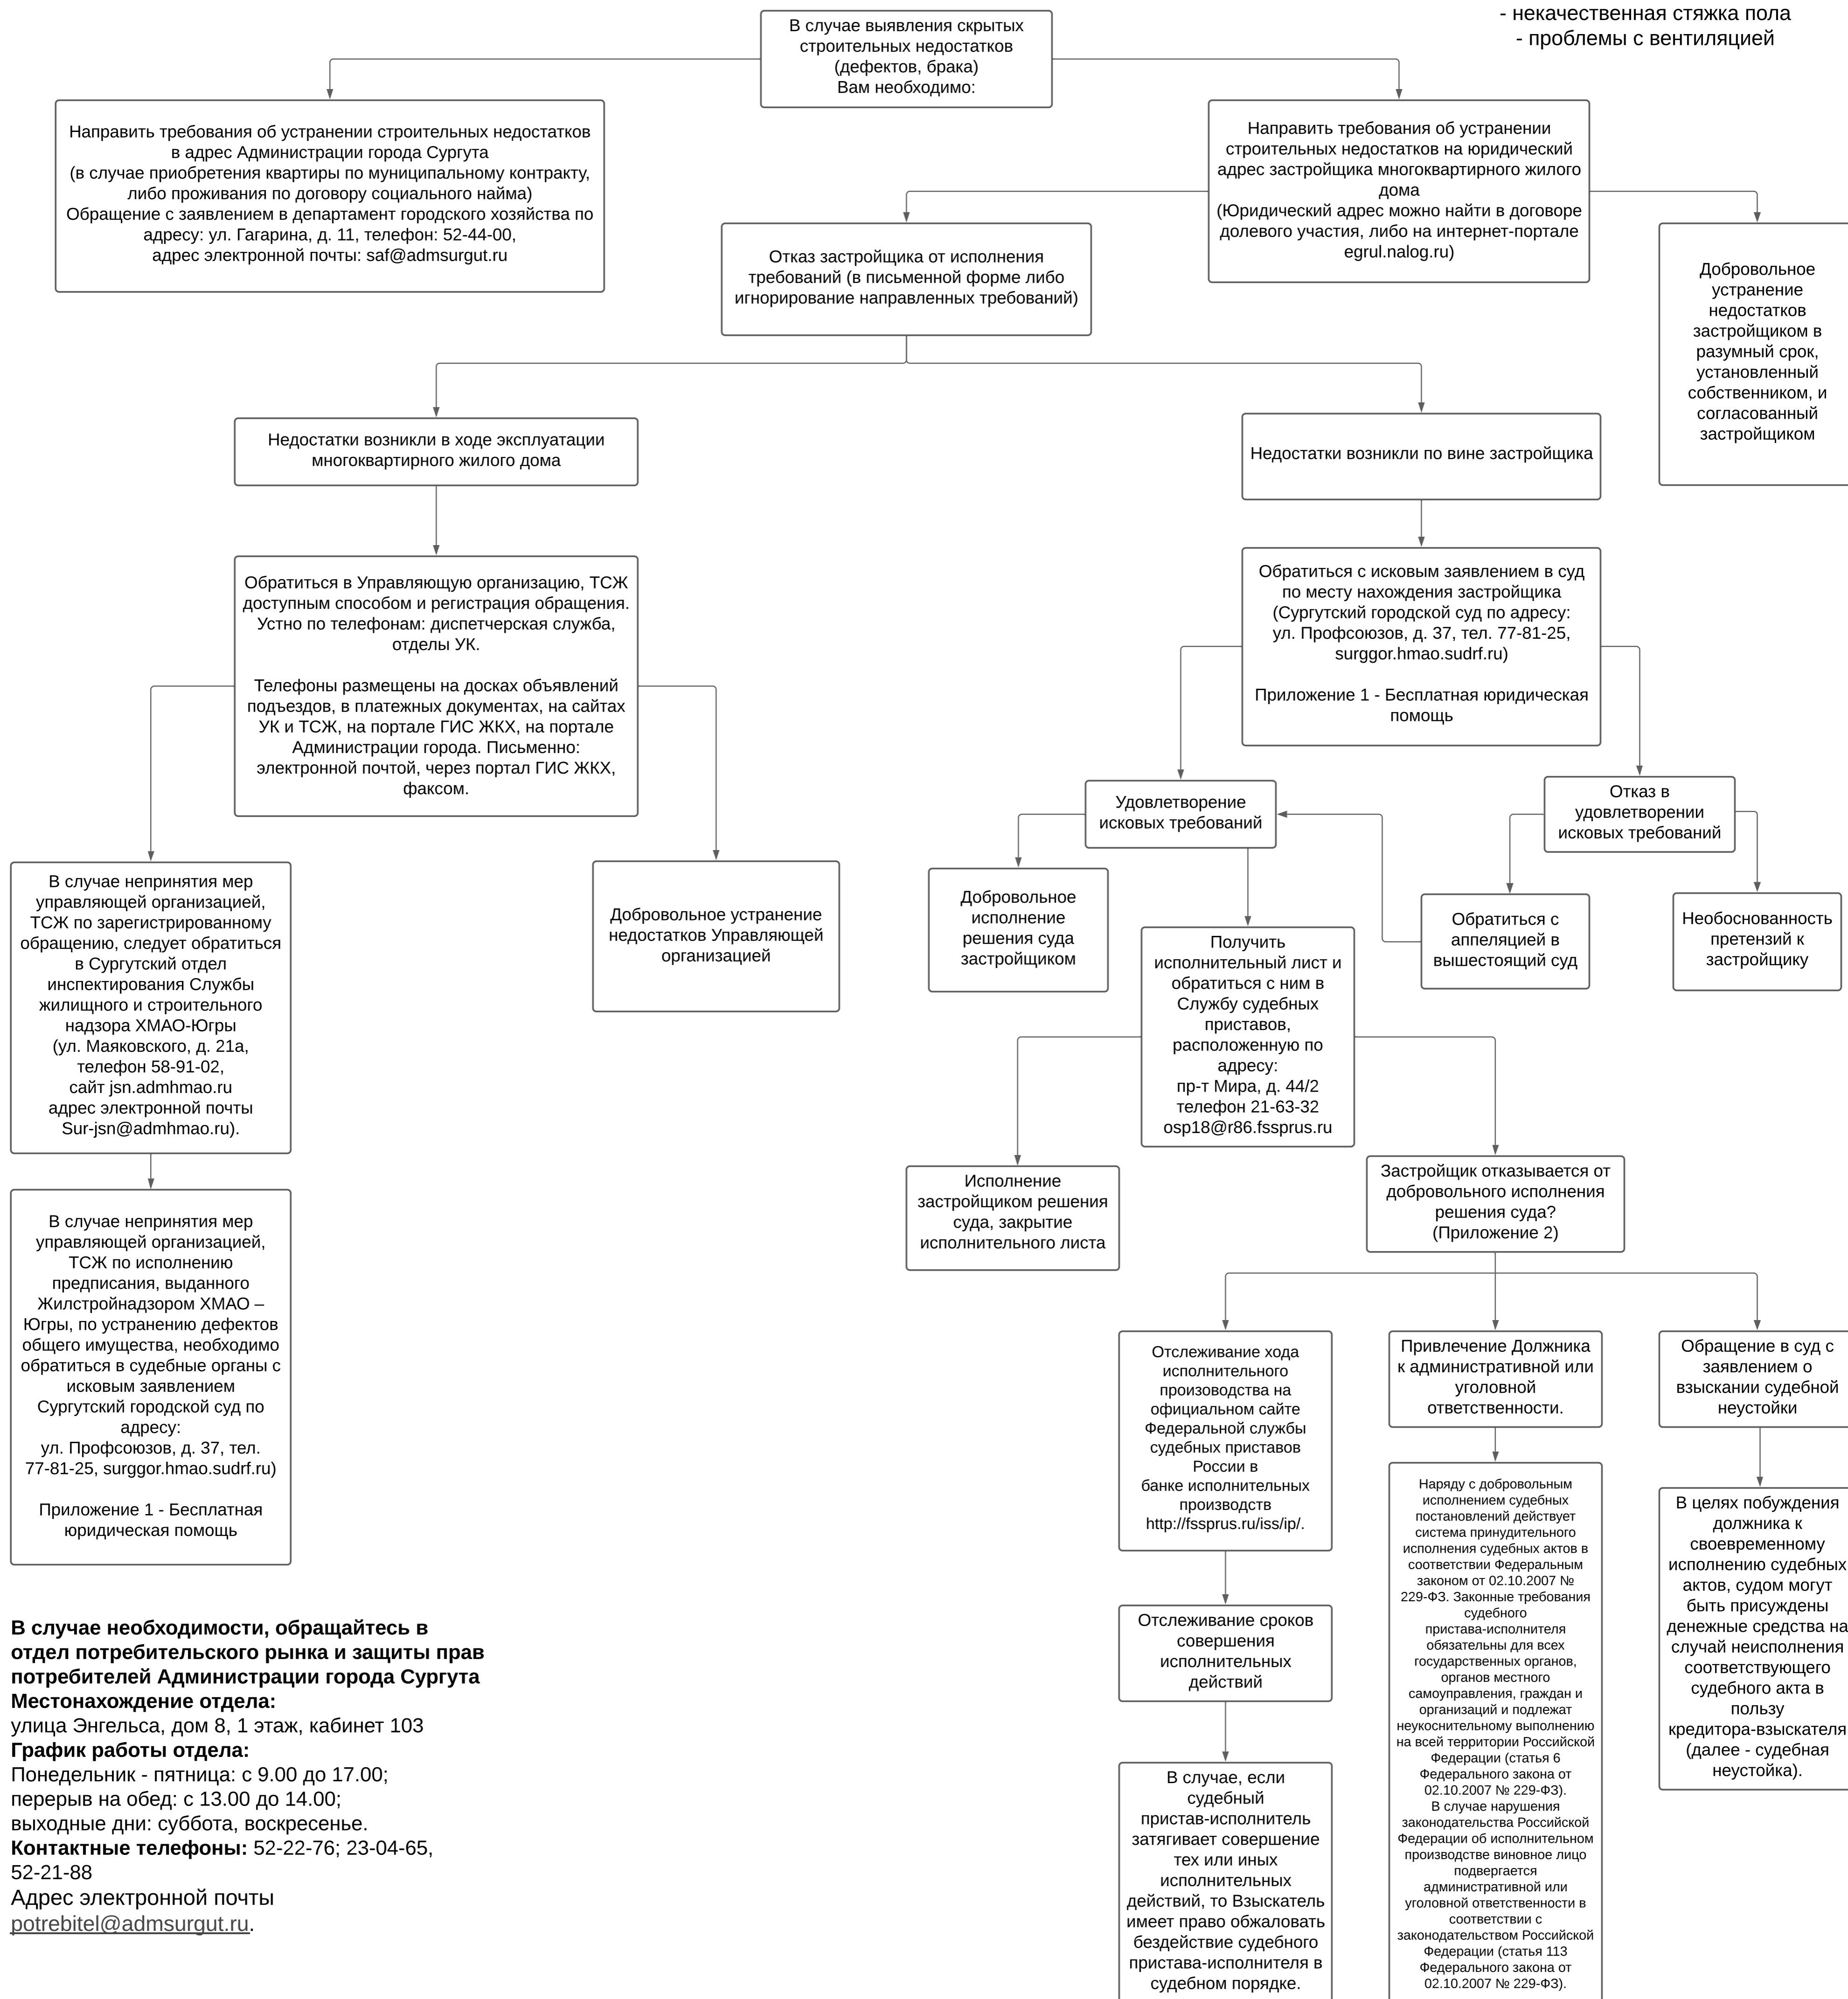 - некачественная стяжка пола
- проблемы с вентиляцией
В случае выявления скрытых
строительных недостатков
(дефектов, брака)
Вам необходимо:
Направить требования об устранении строительных недостатков
в адрес Администрации города Сургута
(в случае приобретения квартиры по муниципальному контракту,
либо проживания по договору социального найма)
Обращение с заявлением в департамент городского хозяйства по
адресу: ул. Гагарина, д. 11, телефон: 52-44-00,
адрес электронной почты: saf@admsurgut.ru
Направить требования об устранении
строительных недостатков на юридический
адрес застройщика многоквартирного жилого
дома
(Юридический адрес можно найти в договоре
долевого участия, либо на интернет-портале
egrul.nalog.ru)
Отказ застройщика от исполнения
требований (в письменной форме либо
игнорирование направленных требований)
Добровольное
устранение
недостатков
застройщиком в
разумный срок,
установленный
собственником, и
согласованный
застройщиком
Недостатки возникли в ходе эксплуатации
многоквартирного жилого дома
Недостатки возникли по вине застройщика
Обратиться в Управляющую организацию, ТСЖ
доступным способом и регистрация обращения.
Устно по телефонам: диспетчерская служба,
отделы УК.
Телефоны размещены на досках объявлений
подъездов, в платежных документах, на сайтах
УК и ТСЖ, на портале ГИС ЖКХ, на портале
Администрации города. Письменно:
электронной почтой, через портал ГИС ЖКХ,
факсом.
Обратиться с исковым заявлением в суд
по месту нахождения застройщика
(Сургутский городской суд по адресу:
ул. Профсоюзов, д. 37, тел. 77-81-25,
surggor.hmao.sudrf.ru)
Приложение 1 - Бесплатная юридическая
помощь
Удовлетворение
исковых требований
Отказ в
удовлетворении
исковых требований
В случае непринятия мер
управляющей организацией,
ТСЖ по зарегистрированному
обращению, следует обратиться
в Сургутский отдел
инспектирования Службы
жилищного и строительного
надзора ХМАО-Югры
(ул. Маяковского, д. 21а,
телефон 58-91-02,
сайт jsn.admhmao.ru
адрес электронной почты
Sur-jsn@admhmao.ru).
Добровольное устранение
недостатков Управляющей
организацией
Добровольное
исполнение
решения суда
застройщиком
Получить
исполнительный лист и
обратиться с ним в
Службу судебных
приставов,
расположенную по
адресу:
пр-т Мира, д. 44/2
телефон 21-63-32
osp18@r86.fssprus.ru
Обратиться с
аппеляцией в
вышестоящий суд
Необоснованность
претензий к
застройщику
Исполнение
застройщиком решения
суда, закрытие
исполнительного листа
Застройщик отказывается от
добровольного исполнения
решения суда?
(Приложение 2)
В случае непринятия мер
управляющей организацией,
ТСЖ по исполнению
предписания, выданного
Жилстройнадзором ХМАО –
Югры, по устранению дефектов
общего имущества, необходимо
обратиться в судебные органы с
исковым заявлением
Сургутский городской суд по
адресу:
ул. Профсоюзов, д. 37, тел.
77-81-25, surggor.hmao.sudrf.ru)
Приложение 1 - Бесплатная
юридическая помощь
Отслеживание хода
исполнительного
произоводства на
официальном сайте
Федеральной службы
судебных приставов
России в
банке исполнительных
производств
http://fssprus.ru/iss/ip/.
Привлечение Должника
к административной или
уголовной
ответственности.
Обращение в суд с
заявлением о
взыскании судебной
неустойки
Отслеживание сроков
совершения
исполнительных
действий
Наряду с добровольным
исполнением судебных
постановлений действует
система принудительного
исполнения судебных актов в
соответствии Федеральным
законом от 02.10.2007 №
229-ФЗ. Законные требования
судебного
пристава-исполнителя
обязательны для всех
государственных органов,
органов местного
самоуправления, граждан и
организаций и подлежат
неукоснительному выполнению
на всей территории Российской
Федерации (статья 6
Федерального закона от
02.10.2007 № 229-ФЗ).
В случае нарушения
законодательства Российской
Федерации об исполнительном
производстве виновное лицо
подвергается
административной или
уголовной ответственности в
соответствии с
законодательством Российской
Федерации (статья 113
Федерального закона от
02.10.2007 № 229-ФЗ).
В целях побуждения
должника к
своевременному
исполнению судебных
актов, судом могут
быть присуждены
денежные средства на
случай неисполнения
соответствующего
судебного акта в
пользу
кредитора-взыскателя
(далее - судебная
неустойка).
В случае, если
судебный
пристав-исполнитель
затягивает совершение
тех или иных
исполнительных
действий, то Взыскатель
имеет право обжаловать
бездействие судебного
пристава-исполнителя в
судебном порядке.
В случае необходимости, обращайтесь в
отдел потребительского рынка и защиты прав
потребителей Администрации города Сургута
Местонахождение отдела:
улица Энгельса, дом 8, 1 этаж, кабинет 103
График работы отдела:
Понедельник - пятница: с 9.00 до 17.00;
перерыв на обед: с 13.00 до 14.00;
выходные дни: суббота, воскресенье.
Контактные телефоны: 52-22-76; 23-04-65,
52-21-88
Адрес электронной почты
potrebitel@admsurgut.ru.